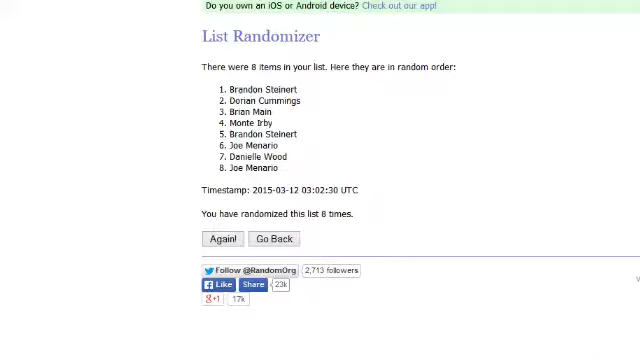 Do you own an iOS or Android device? Check out our app!
List Randomizer
There were 8 items in your list. Here they are in random order:
1. Brandon Steinert
2. Dorian Cummings
3. Brian Main
4. Monte Irby
5. Brandon Steinert
6. Joe Menario
7. Danielle Wood
8. Joe Menario
Timestamp: 2015-03-12 03:02:30 UTC
You have randomized this list 8 times.
Again! Go Back
Follow @RandomOrg 2,713 followers
Like Share 23k
g+1 17k